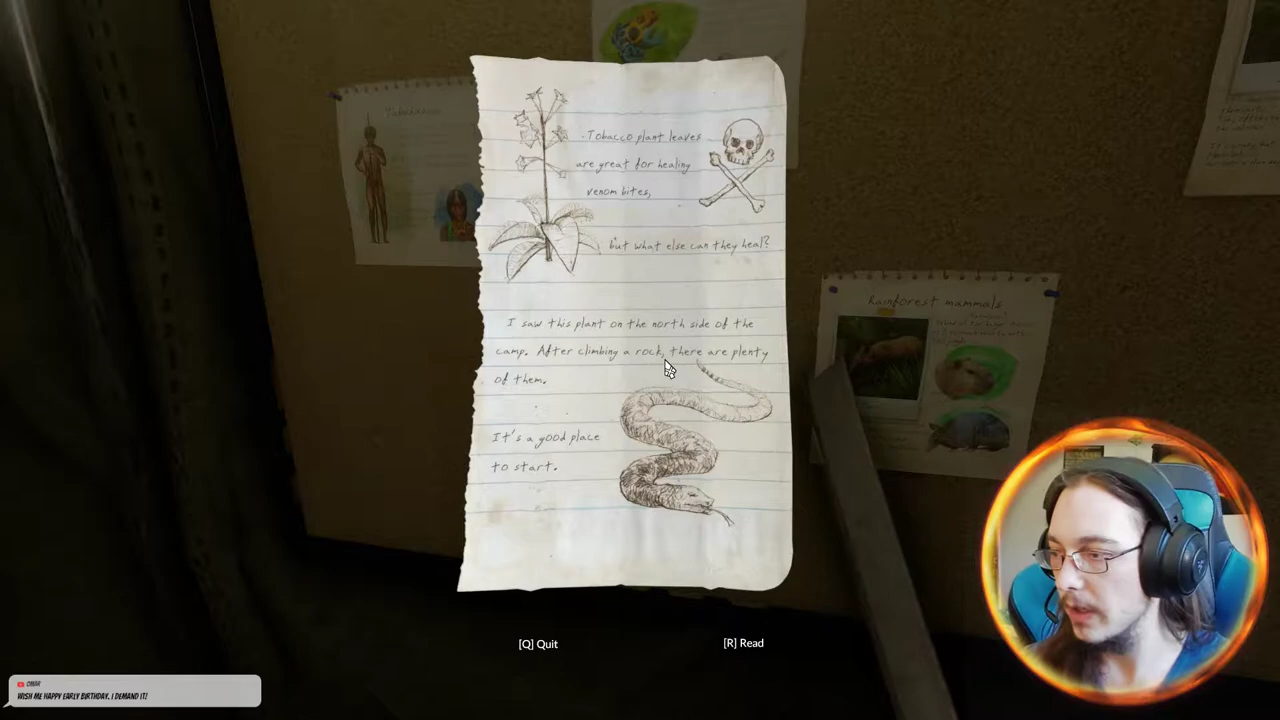 Tobacco
- Tobacco plant leaves
are great for healing
venom bites,
but what else can they heal?
I saw this plant on the north side of the
camp. After climbing a rock, there are plenty
of them.
It's a good place
to start.
Rainforest mammals
[Q] Quit
[R] Read
OMAR
WISH ME HAPPY EARLY BIRTHDAY. I DEMAND IT!